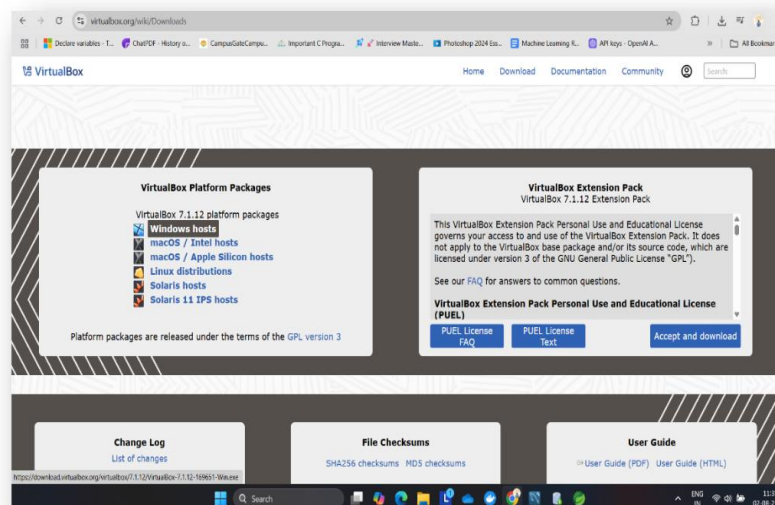 virtualbox.org/wiki/Downloads
Declare variables - T...
ChatPDF - History o...
CampusGateCampu...
Important C Progra...
Interview Maste...
Photoshop 2024 Ess...
Machine Learning R...
API keys - OpenAI A...
»
All Bookmar
VirtualBox
Home Download Documentation Community
Search
VirtualBox Platform Packages
VirtualBox 7.1.12 platform packages
Windows hosts
macOS / Intel hosts
macOS / Apple Silicon hosts
Linux distributions
Solaris hosts
Solaris 11 IPS hosts
Platform packages are released under the terms of the GPL version 3
VirtualBox Extension Pack
VirtualBox 7.1.12 Extension Pack
This VirtualBox Extension Pack Personal Use and Educational License
governs your access to and use of the VirtualBox Extension Pack. It does
not apply to the VirtualBox base package and/or its source code, which are
licensed under version 3 of the GNU General Public License "GPL").
See our FAQ for answers to common questions.
VirtualBox Extension Pack Personal Use and Educational License
(PUEL)
PUEL License
FAQ
PUEL License
Text
Accept and download
Change Log
List of changes
File Checksums
SHA256 checksums MD5 checksums
User Guide
User Guide (PDF) User Guide (HTML)
https://download.virtualbox.org/virtualbox/7.1.12/VirtualBox-7.1.12-169651-Win.exe
Search
ENG
IN
11:3
02-08-2